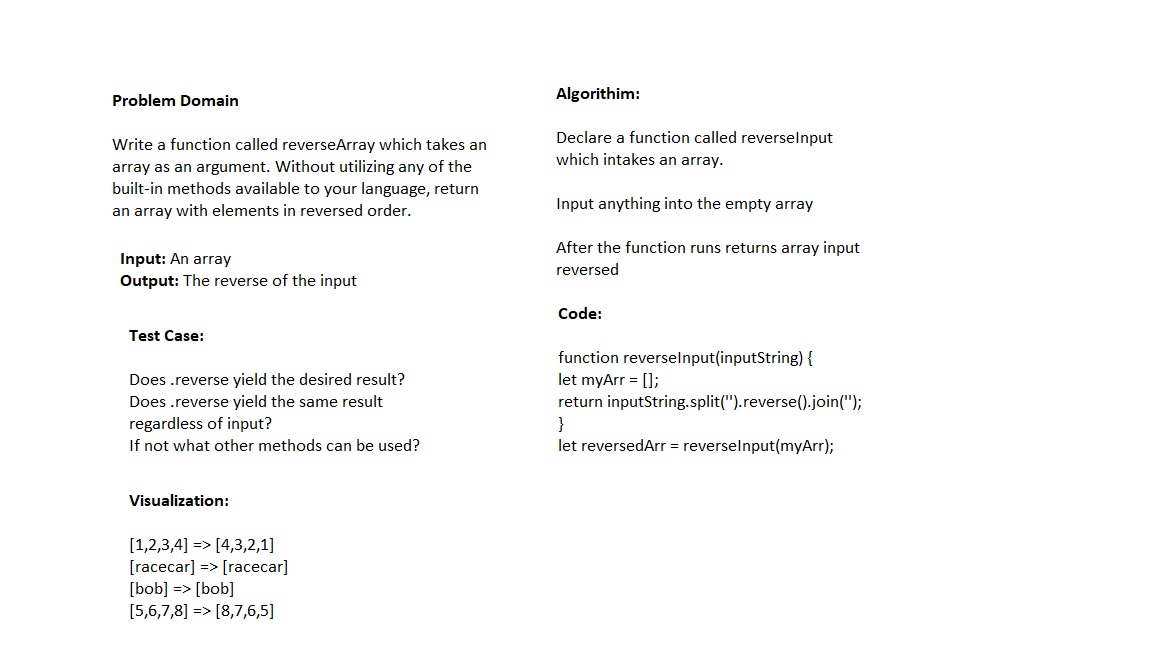 Problem Domain
Write a function called reverseArray which takes an
array as an argument. Without utilizing any of the
built-in methods available to your language, return
an array with elements in reversed order.
Input: An array
Output: The reverse of the input
Test Case:
Does .reverse yield the desired result?
Does .reverse yield the same result
regardless of input?
If not what other methods can be used?
Visualization:
[1,2,3,4] => [4,3,2,1]
[racecar] => [racecar]
[bob] => [bob]
[5,6,7,8] => [8,7,6,5]
Algorithim:
Declare a function called reverseInput
which intakes an array.
Input anything into the empty array
After the function runs returns array input
reversed
Code:
function reverseInput(inputString) {
let myArr = [];
return inputString.split('').reverse().join('');
}
let reversedArr = reverseInput(myArr);